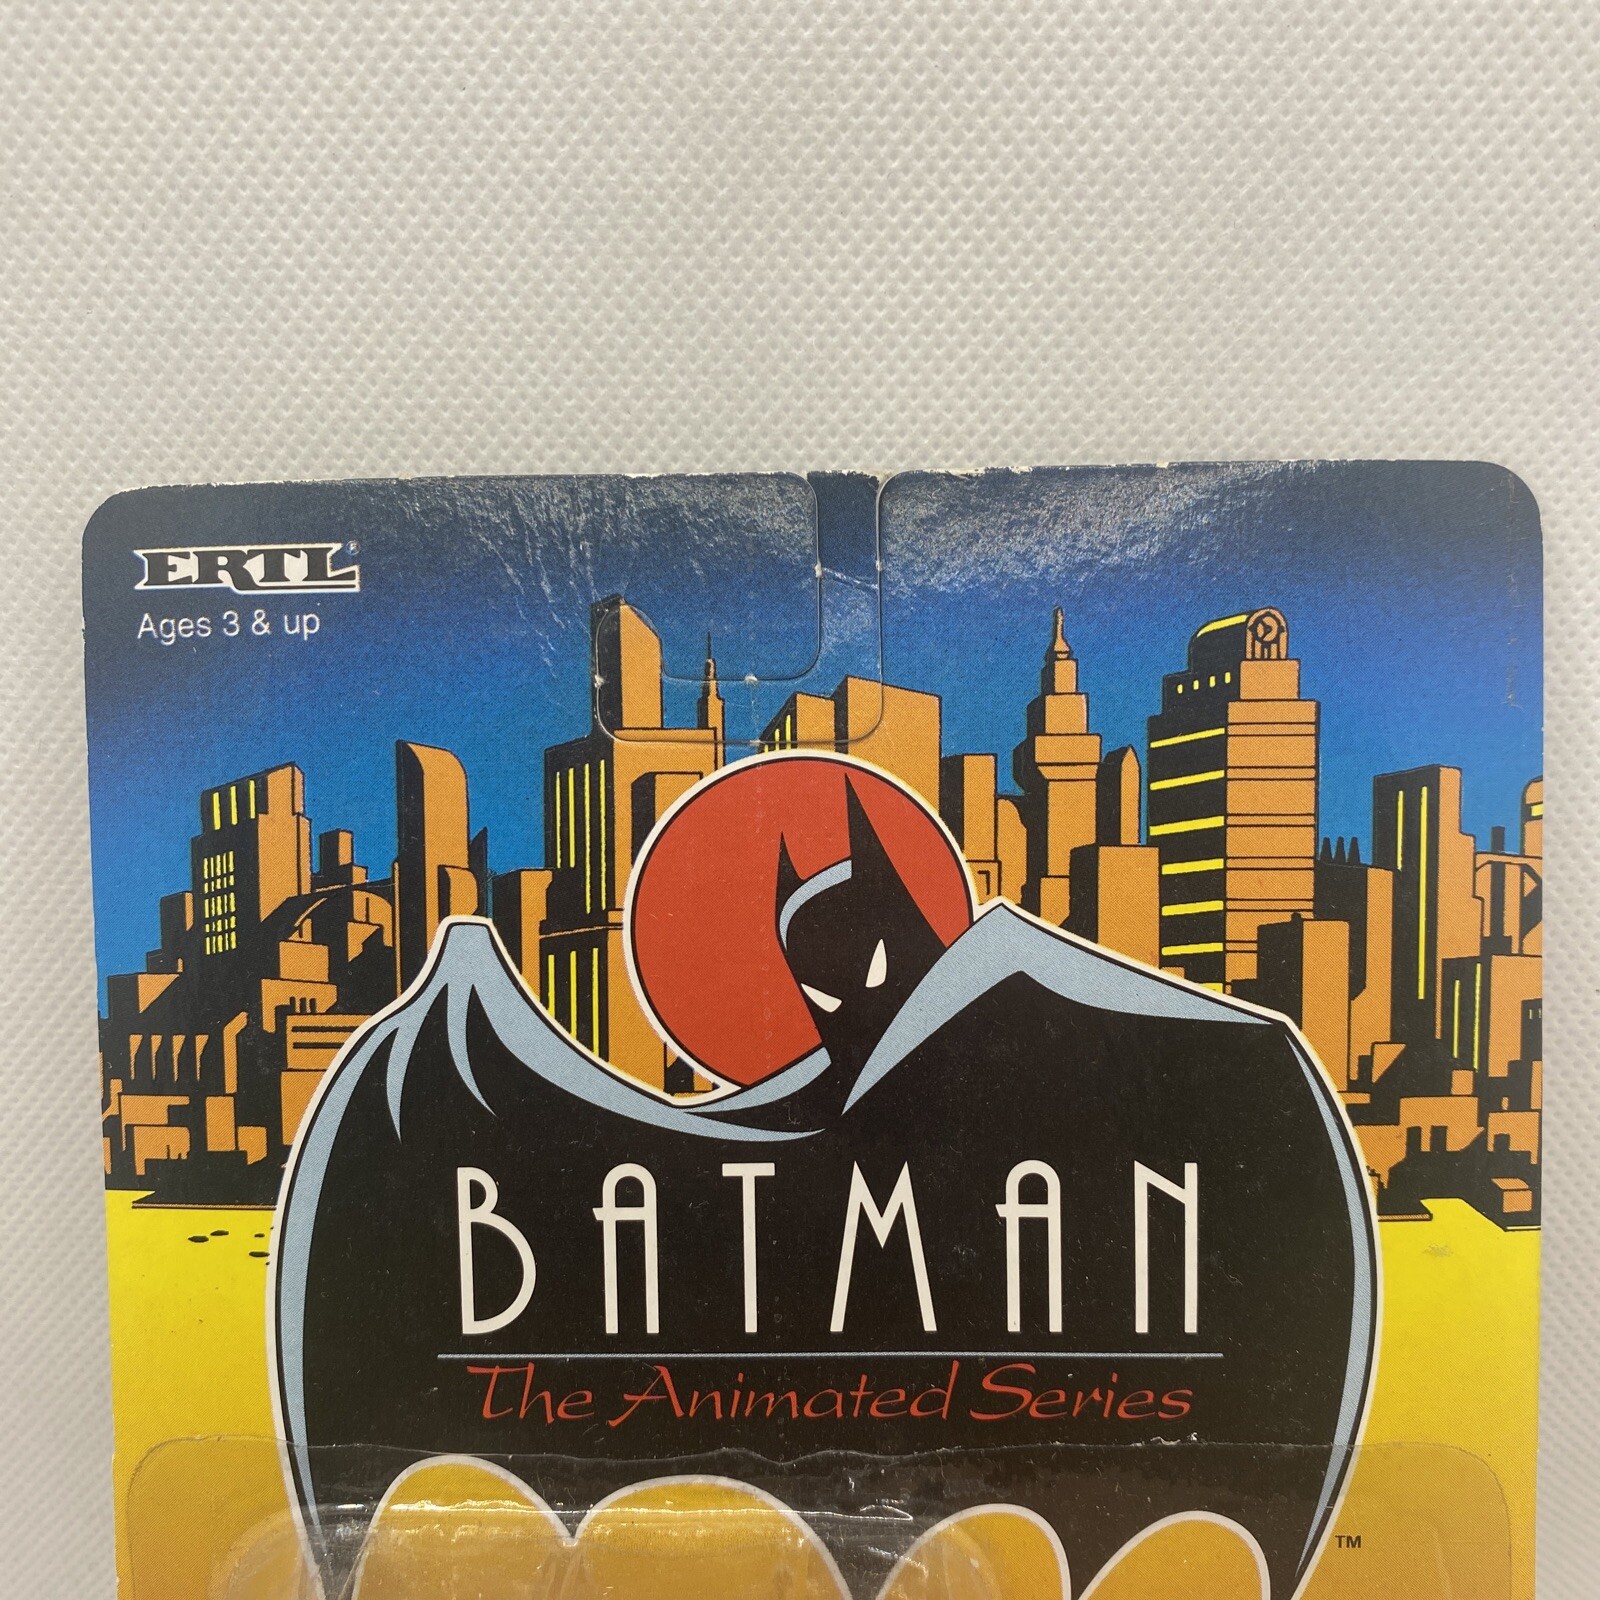 ERTL®
Ages 3 & up
BATMAN
The Animated Series
TM